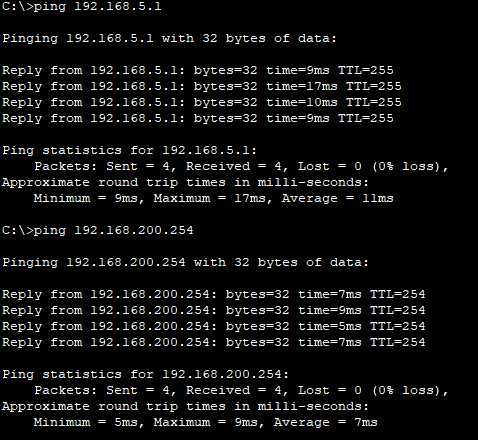 C:\>ping 192.168.5.1
Pinging 192.168.5.1 with 32 bytes of data:
Reply from 192.168.5.1: bytes=32 time=9ms TTL=255
Reply from 192.168.5.1: bytes=32 time=17ms TTL=255
Reply from 192.168.5.1: bytes=32 time=10ms TTL=255
Reply from 192.168.5.1: bytes=32 time=9ms TTL=255
Ping statistics for 192.168.5.1:
    Packets: Sent = 4, Received = 4, Lost = 0 (0% loss),
Approximate round trip times in milli-seconds:
    Minimum = 9ms, Maximum = 17ms, Average = 11ms
C:\>ping 192.168.200.254
Pinging 192.168.200.254 with 32 bytes of data:
Reply from 192.168.200.254: bytes=32 time=7ms TTL=254
Reply from 192.168.200.254: bytes=32 time=9ms TTL=254
Reply from 192.168.200.254: bytes=32 time=5ms TTL=254
Reply from 192.168.200.254: bytes=32 time=7ms TTL=254
Ping statistics for 192.168.200.254:
    Packets: Sent = 4, Received = 4, Lost = 0 (0% loss),
Approximate round trip times in milli-seconds:
    Minimum = 5ms, Maximum = 9ms, Average = 7ms